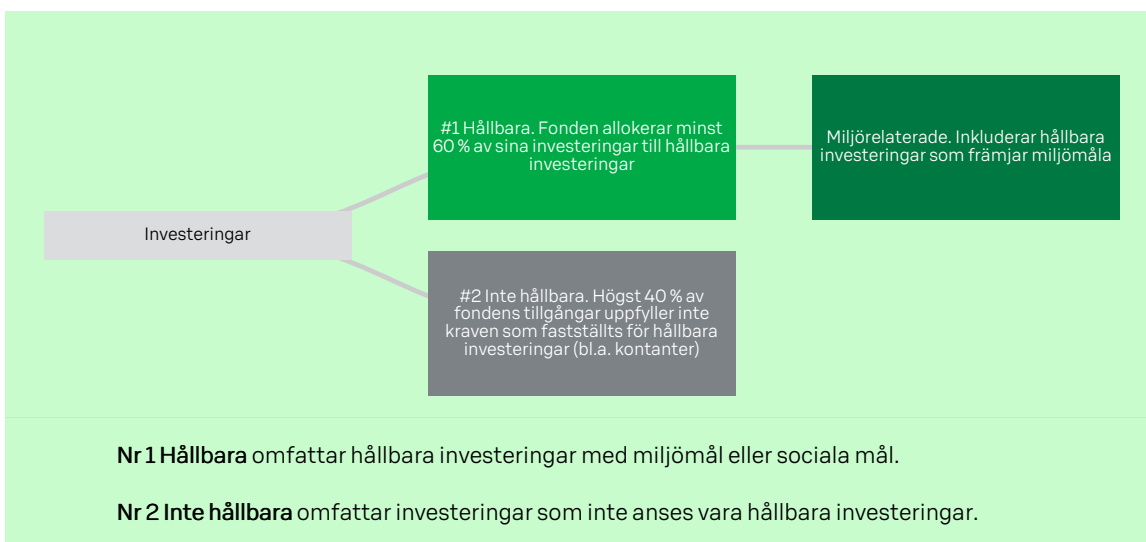 #1 Hållbara. Fonden allokerar minst
60 % av sina investeringar till hållbara
investeringar
Miljörelaterade. Inkluderar hållbara
investeringar som främjar miljömåla
Investeringar
#2 Inte hållbara. Högst 40 % av
fondens tillgångar uppfyller inte
kraven som fastställts för hållbara
investeringar (bl.a. kontanter)
Nr 1 Hållbara omfattar hållbara investeringar med miljömål eller sociala mål.
Nr 2 Inte hållbara omfattar investeringar som inte anses vara hållbara investeringar.